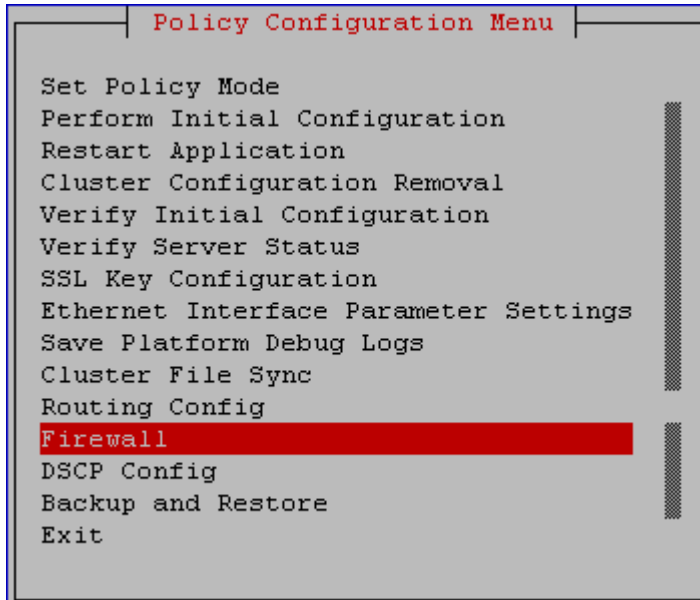 Policy Configuration Menu
Set Policy Mode
Perform Initial Configuration
Restart Application
Cluster Configuration Removal
Verify Initial Configuration
Verify Server Status
SSL Key Configuration
Ethernet Interface Parameter Settings
Save Platform Debug Logs
Cluster File Sync
Routing Config
Firewall
DSCP Config
Backup and Restore
Exit